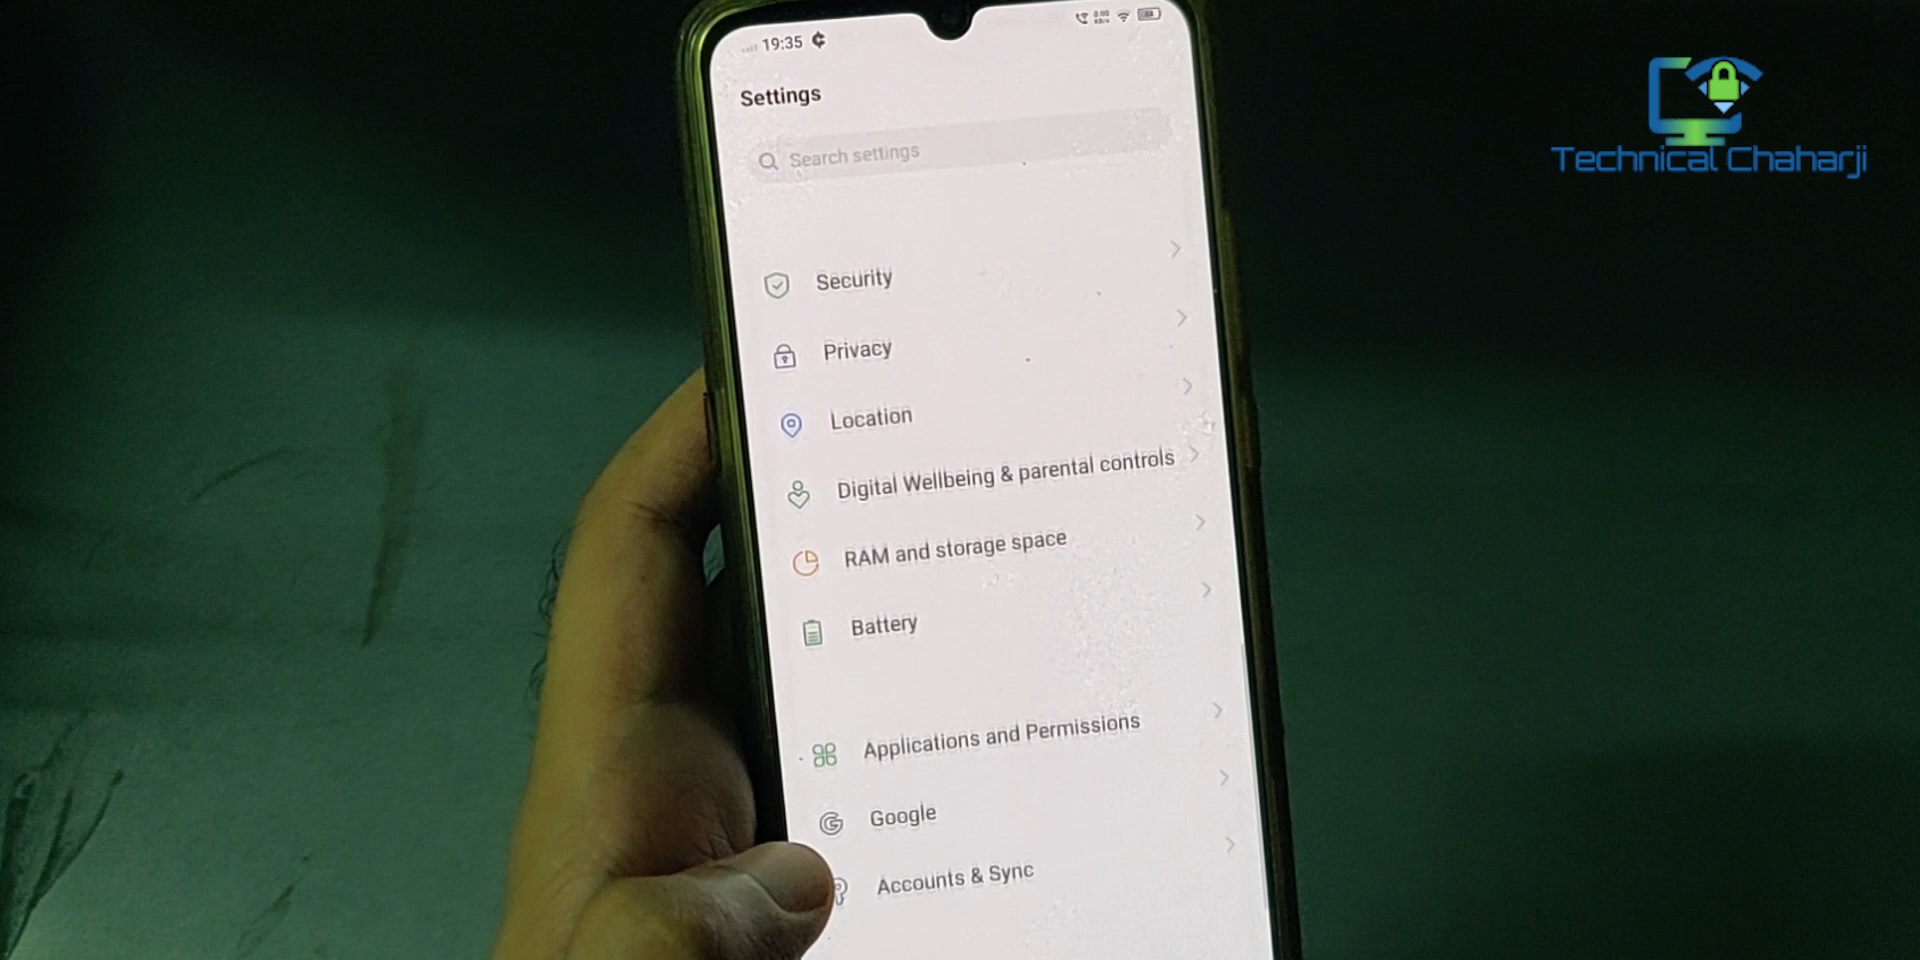 19:35
Settings
Search settings
Security
Privacy
Location
Digital Wellbeing & parental controls
RAM and storage space
Battery
Applications and Permissions
Google
Accounts & Sync
Technical Chaharji